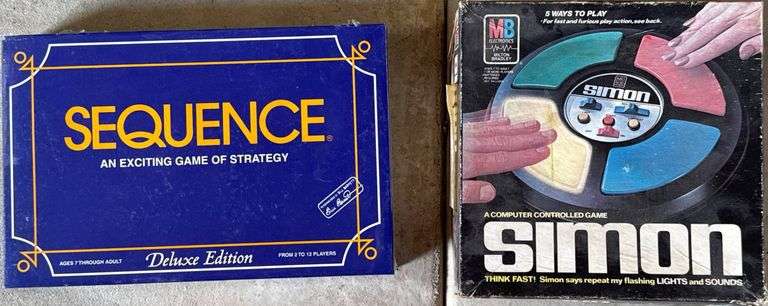 SEQUENCE®
AN EXCITING GAME OF STRATEGY
AGES 7 THROUGH ADULT
Deluxe Edition
FROM 2 TO 12 PLAYERS
5 WAYS TO PLAY
For fast and furious play action, see back.
MB
ELECTRONICS
MILTON
BRADLEY
SIMON
A COMPUTER CONTROLLED GAME
SIMON
THINK FAST! Simon says repeat my flashing LIGHTS and SOUNDS